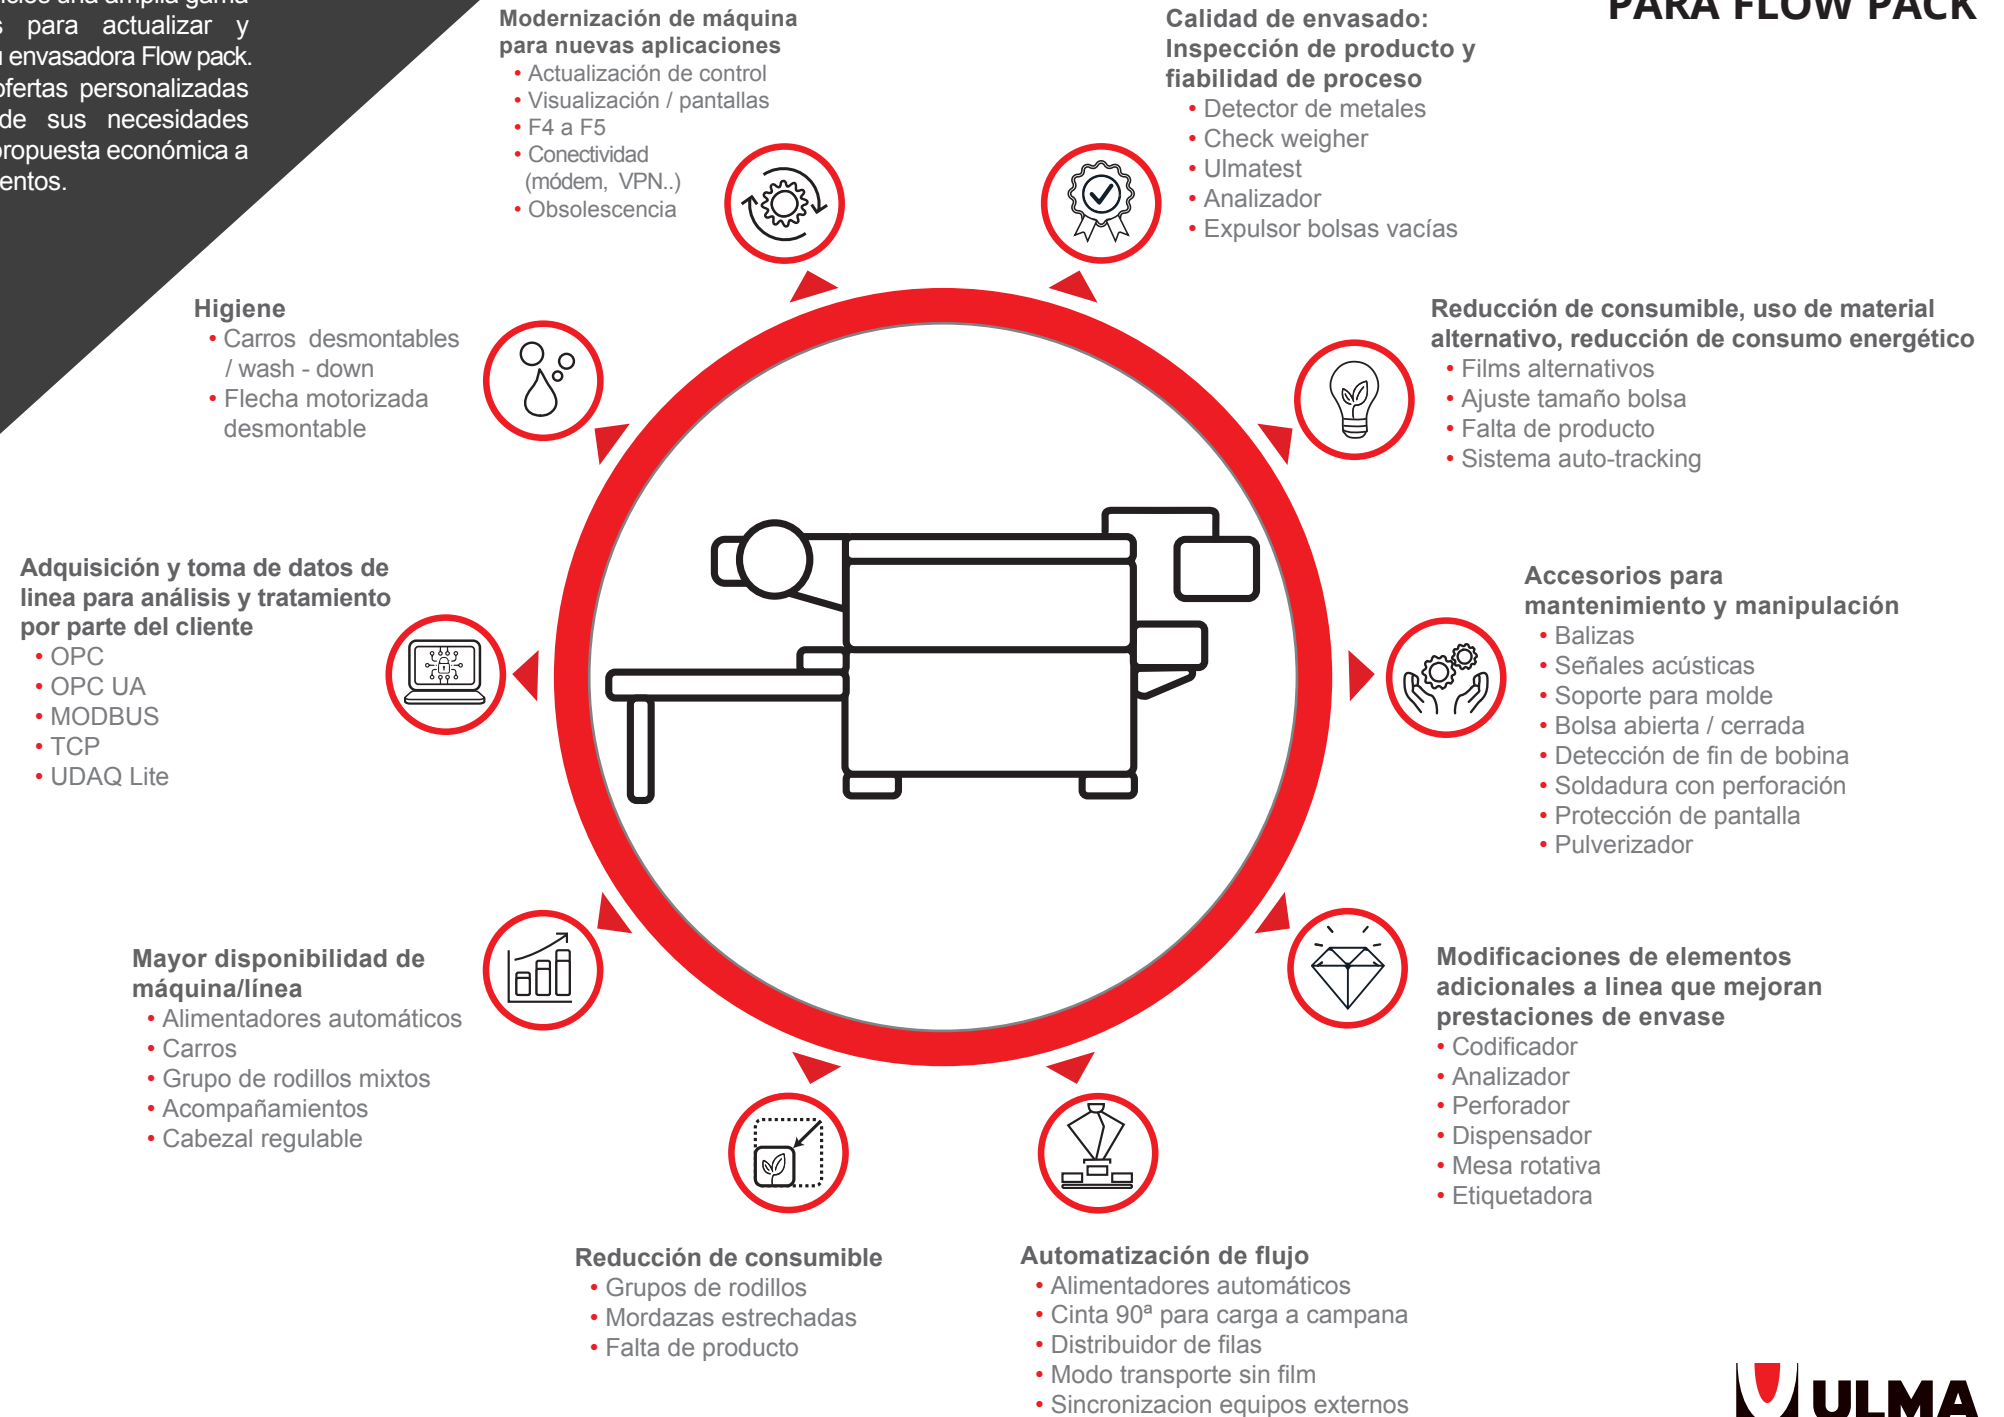 una amplia gama
para actualizar y
envasadora Flow pack.
ofertas personalizadas
de sus necesidades
propuesta económica a
PARA FLOW PACK
Modernización de máquina
para nuevas aplicaciones
• Actualización de control
• Visualización / pantallas
• F4 a F5
• Conectividad
(módem, VPN..)
• Obsolescencia
Calidad de envasado:
Inspección de producto y
fiabilidad de proceso
• Detector de metales
• Check weigher
• Ulmatest
• Analizador
• Expulsor bolsas vacías
Higiene
• Carros desmontables
/ wash - down
• Flecha motorizada
desmontable
Reducción de consumible, uso de material
alternativo, reducción de consumo energético
• Films alternativos
• Ajuste tamaño bolsa
• Falta de producto
• Sistema auto-tracking
Adquisición y toma de datos de
linea para análisis y tratamiento
por parte del cliente
• OPC
• OPC UA
• MODBUS
• TCP
• UDAQ Lite
Accesorios para
mantenimiento y manipulación
• Balizas
• Señales acústicas
• Soporte para molde
• Bolsa abierta / cerrada
• Detección de fin de bobina
• Soldadura con perforación
• Protección de pantalla
• Pulverizador
Mayor disponibilidad de
máquina/línea
• Alimentadores automáticos
• Carros
• Grupo de rodillos mixtos
• Acompañamientos
• Cabezal regulable
Modificaciones de elementos
adicionales a linea que mejoran
prestaciones de envase
• Codificador
• Analizador
• Perforador
• Dispensador
• Mesa rotativa
• Etiquetadora
Reducción de consumible
• Grupos de rodillos
• Mordazas estrechadas
• Falta de producto
Automatización de flujo
• Alimentadores automáticos
• Cinta 90ª para carga a campana
• Distribuidor de filas
• Modo transporte sin film
• Sincronizacion equipos externos
ULMA